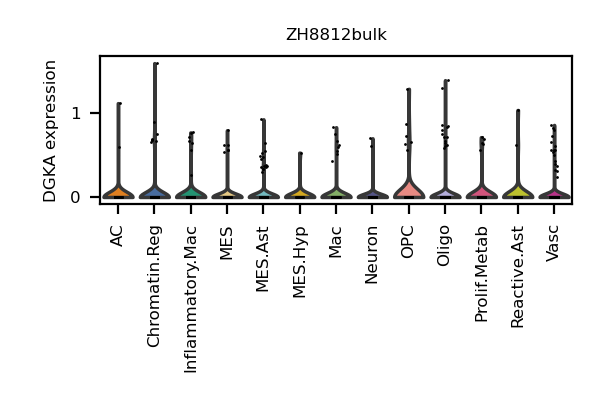 ZH8812bulk
DGKA expression
1
0
AC
Chromatin.Reg
Inflammatory.Mac
MES
MES.Ast
MES.Hyp
Mac
Neuron
OPC
Oligo
Prolif.Metab
Reactive.Ast
Vasc